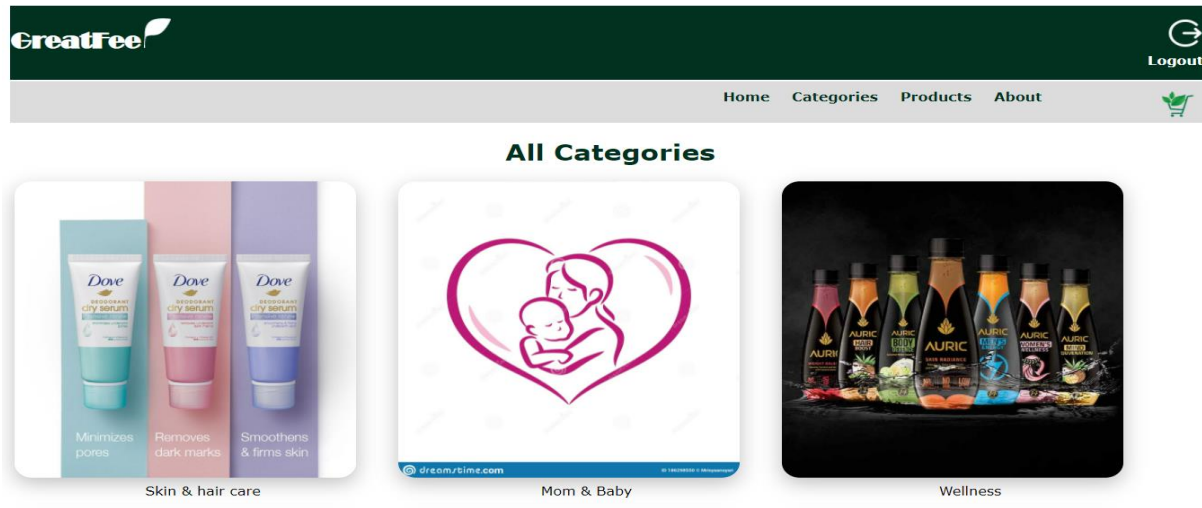 GreatFee
Logout
Home Categories Products About
All Categories
Dove Dove Dove
DEODORANT DEODORANT DEODORANT
dry serum dry serum dry serum
Minimizes pores
Removes dark marks
Smoothens & firms skin
dreamstime.com
AURIC
HAIR BOOST
AURIC
BODY
AURIC
SKIN RADIANCE
AURIC
MEN'S
AURIC
WOMEN'S WELLNESS
AURIC
MIND
Skin & hair care
Mom & Baby
Wellness